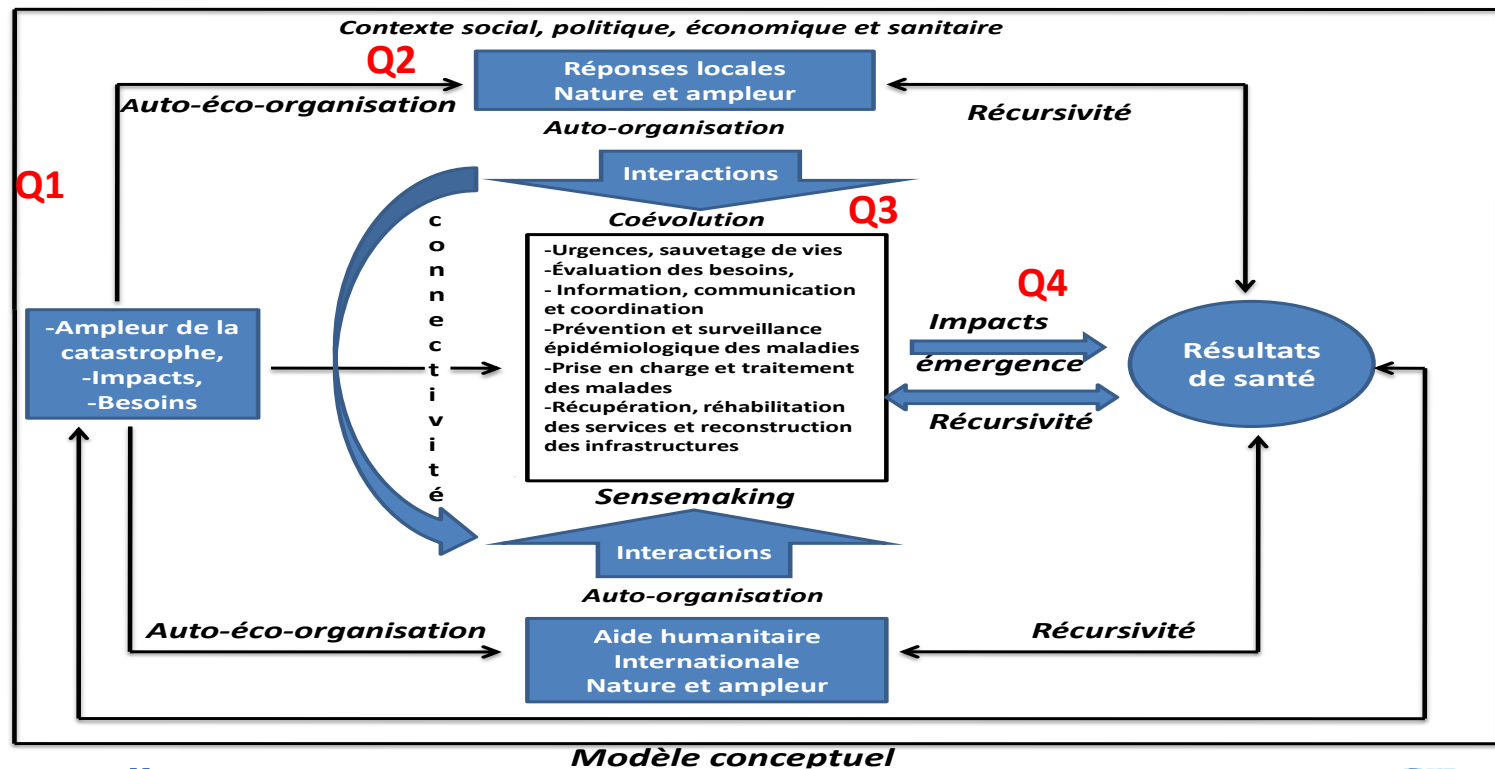 Contexte social, politique, économique et sanitaire
Q2
Réponses locales
Nature et ampleur
Auto-éco-organisation
Récursivité
Auto-organisation
Q1
Interactions
Coévolution
Q3
connectivité
-Urgences, sauvetage de vies
-Évaluation des besoins,
- Information, communication
et coordination
-Prévention et surveillance
épidémiologique des maladies
-Prise en charge et traitement
des malades
-Récupération, réhabilitation
des services et reconstruction
des infrastructures
Q4
-Ampleur de la
catastrophe,
-Impacts,
-Besoins
Impacts
émergence
Récursivité
Résultats
de santé
Sensemaking
Interactions
Auto-organisation
Auto-éco-organisation
Aide humanitaire
Internationale
Nature et ampleur
Récursivité
Modèle conceptuel